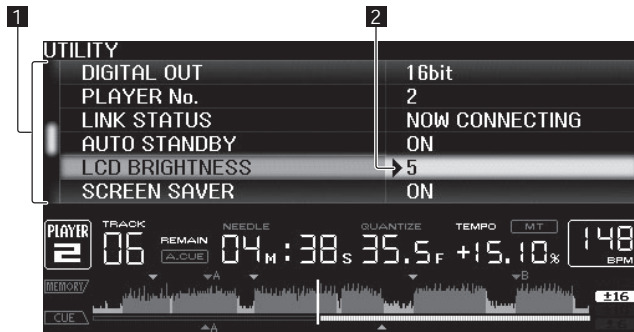 1 2
UTILITY
DIGITAL OUT 16bit
PLAYER No. 2
LINK STATUS NOW CONNECTING
AUTO STANDBY ON
LCD BRIGHTNESS 5
SCREEN SAVER ON
PLAYER 2 TRACK 06 REMAIN A.CUE NEEDLE 04M:38S QUANTIZE 35.5F TEMPO MT +15.10% 148 BPM
MEMORY A B
CUE A ±16